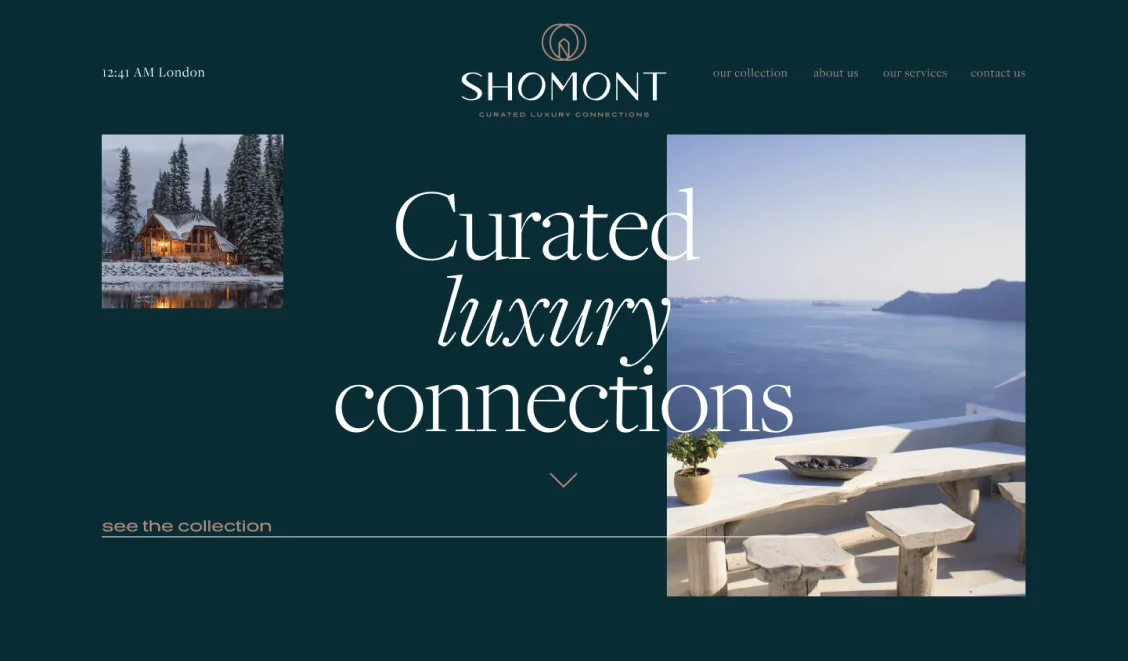 12:41 AM London
SHOMONT
CURATED LUXURY CONNECTIONS
our collection
about us
our services
contact us
Curated
luxury
connections
see the collection